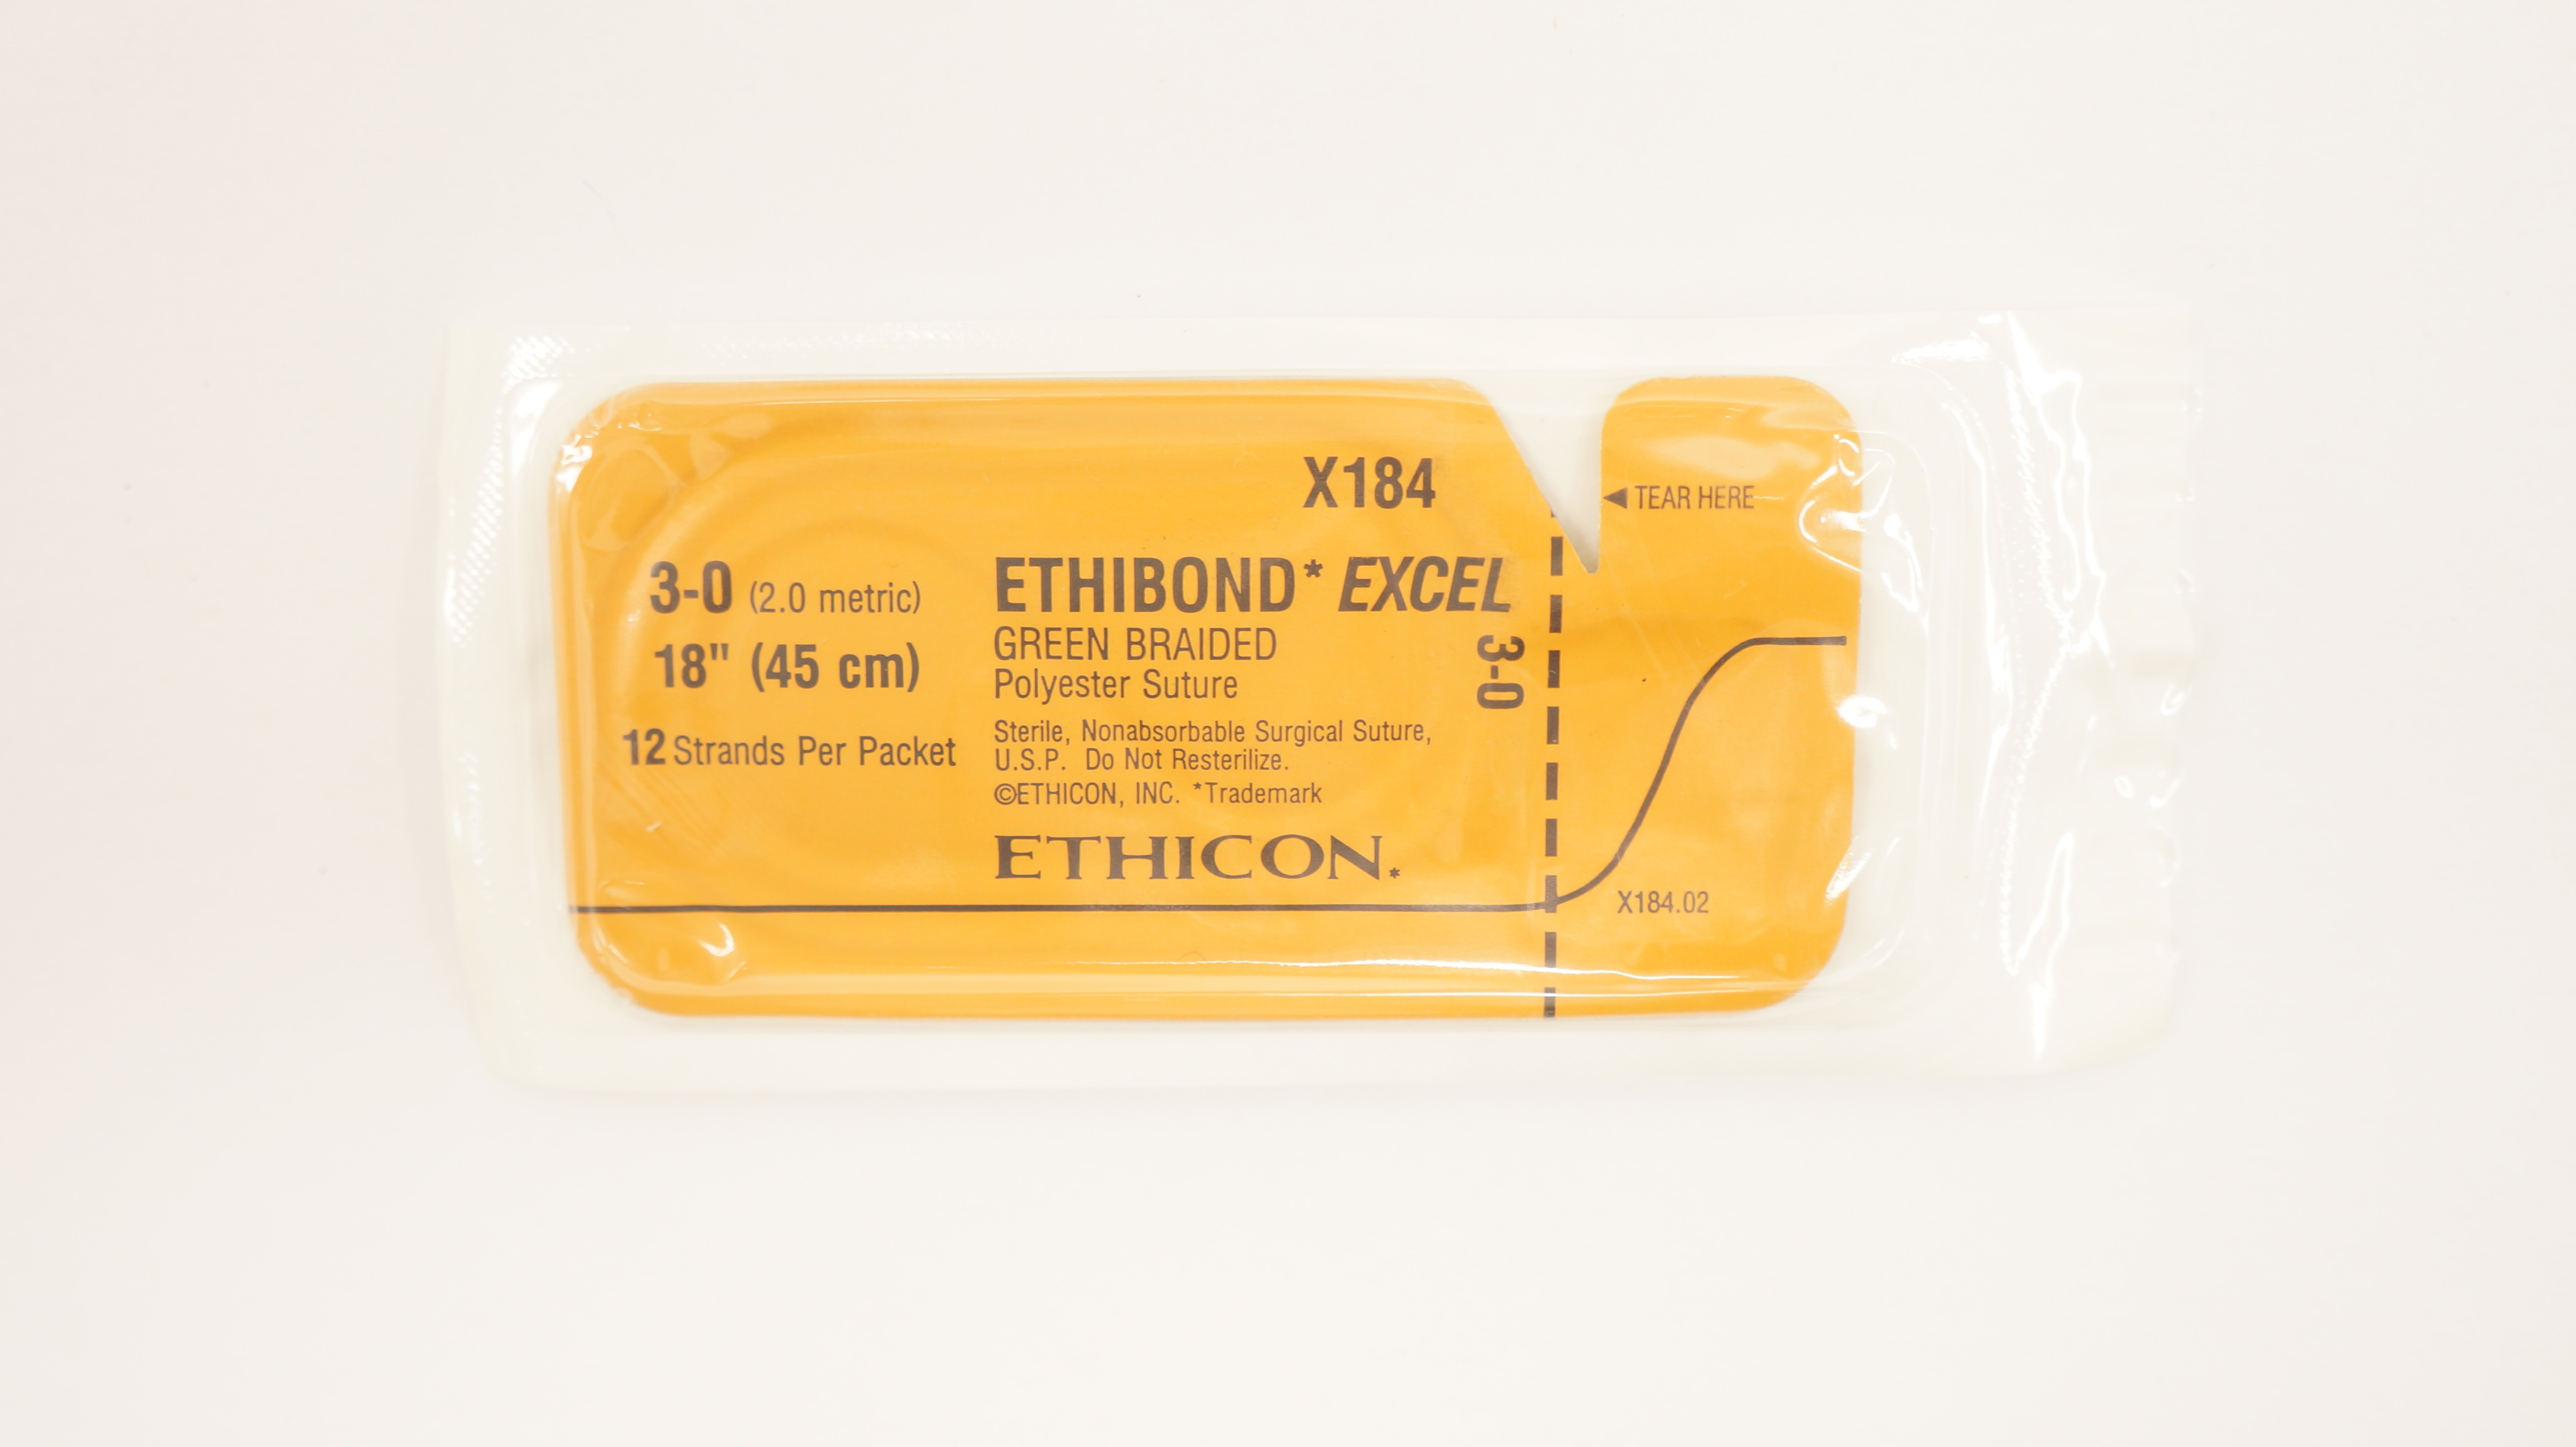 X184
◀ TEAR HERE
3-0 (2.0 metric)
18" (45 cm)
12 Strands Per Packet
ETHIBOND* EXCEL
GREEN BRAIDED
Polyester Suture
3-0
Sterile, Nonabsorbable Surgical Suture,
U.S.P. Do Not Resterilize.
©ETHICON, INC. *Trademark
ETHICON.*
X184.02